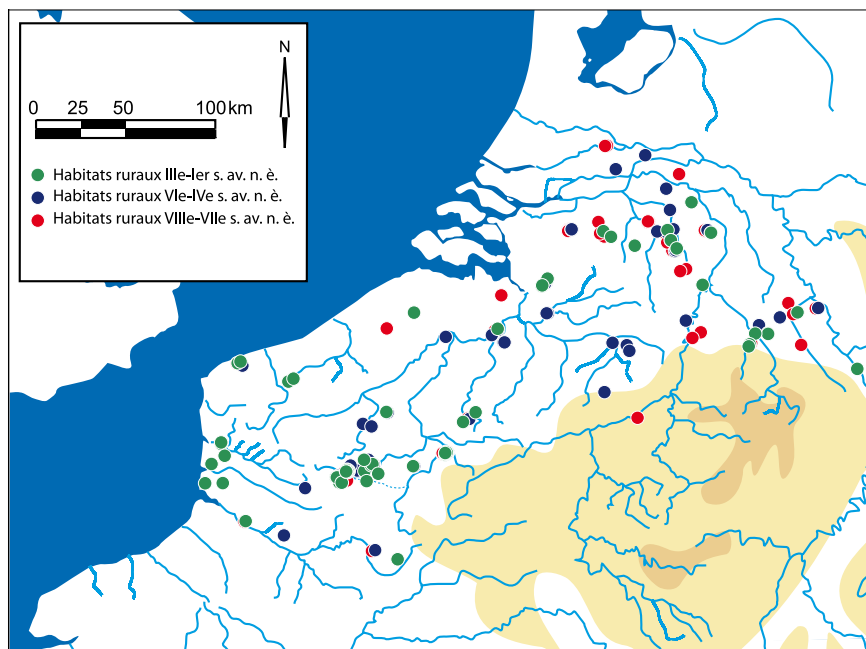 N
0 25 50 100 km
Habitats ruraux IIIe-Ier s. av. n. è.
Habitats ruraux VIe-IVe s. av. n. è.
Habitats ruraux VIIIe-VIIe s. av. n. è.